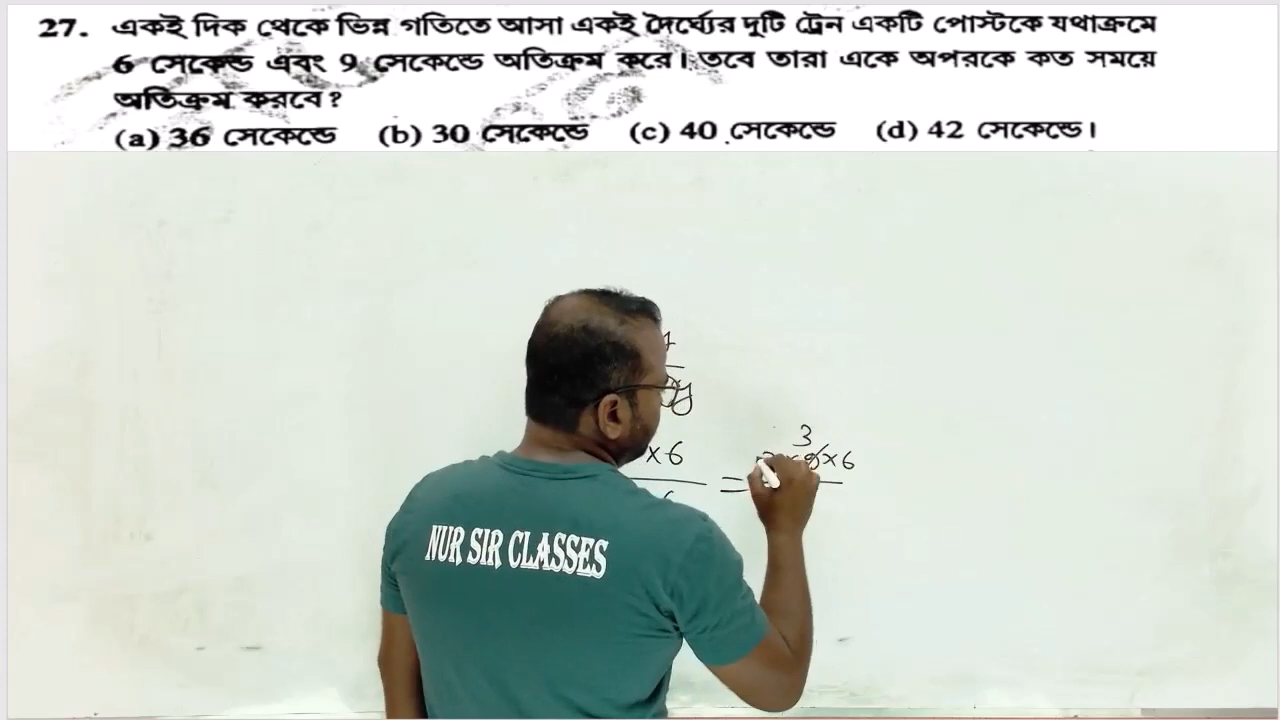 27. একই দিক থেকে ভিন্ন গতিতে আসা একই দৈর্ঘ্যের দুটি ট্রেন একটি পোস্টকে যথাক্রমে
6 সেকেন্ড এবং 9 সেকেন্ডে অতিক্রম করে। তবে তারা একে অপরকে কত সময়ে
অতিক্রম করবে?
(a) 36 সেকেন্ডে (b) 30 সেকেন্ডে (c) 40 সেকেন্ডে (d) 42 সেকেন্ডে।
y
3
×6 = ×9×6
NUR SIR CLASSES